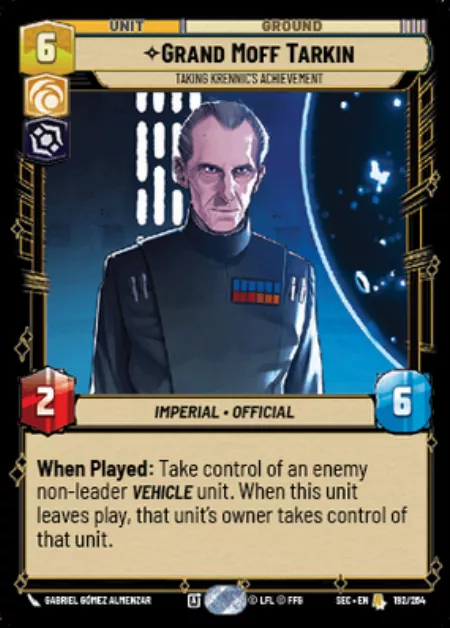 UNIT GROUND
6
GRAND MOFF TARKIN
TAKING KRENNIC'S ACHIEVEMENT
2
IMPERIAL • OFFICIAL
6
When Played: Take control of an enemy
non-leader VEHICLE unit. When this unit
leaves play, that unit's owner takes control of
that unit.
GABRIEL GÓMEZ ALMENZAR
© LFL © FFG
SEC • EN
192/264